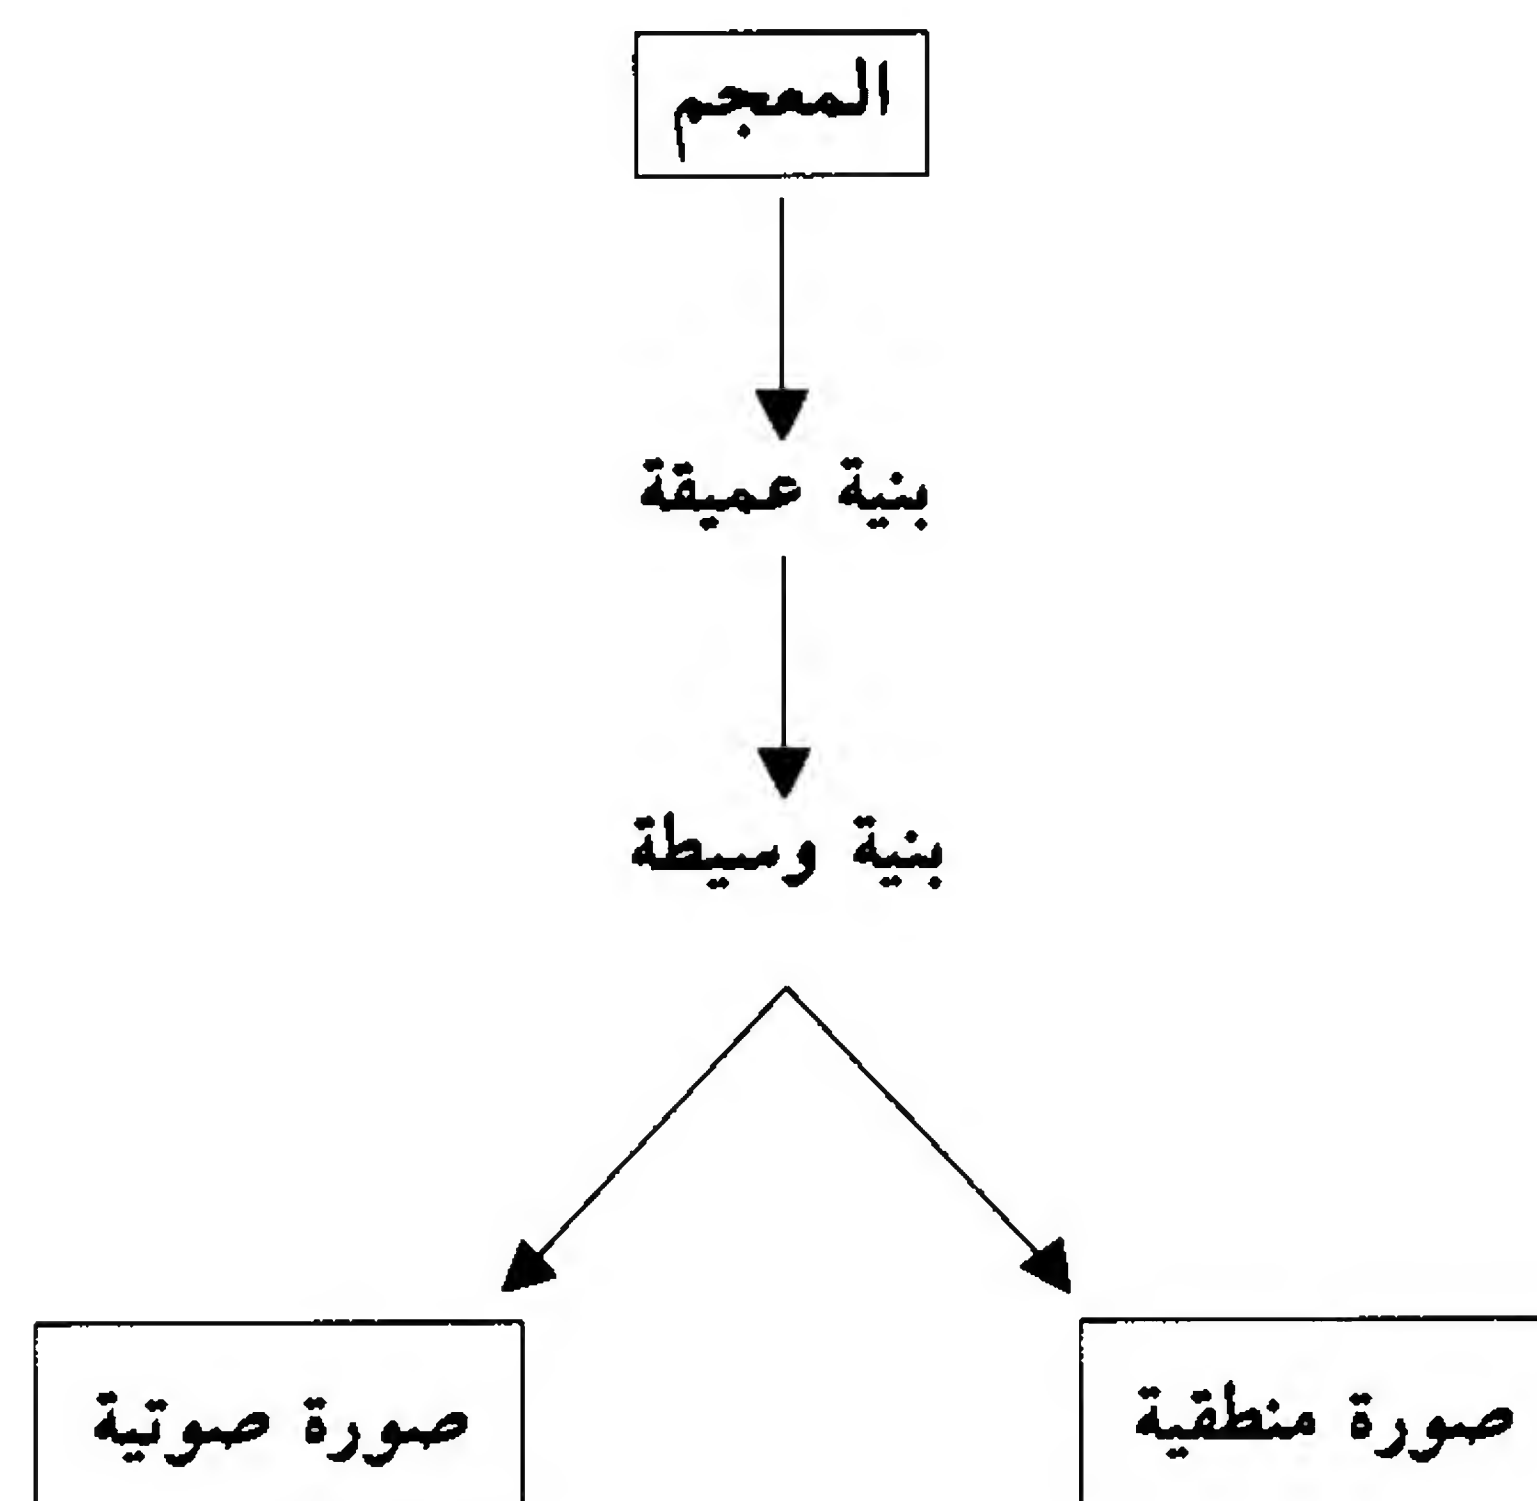 المعجم
بنية عميقة
بنية وسيطة
صورة منطقية
صورة صوتية